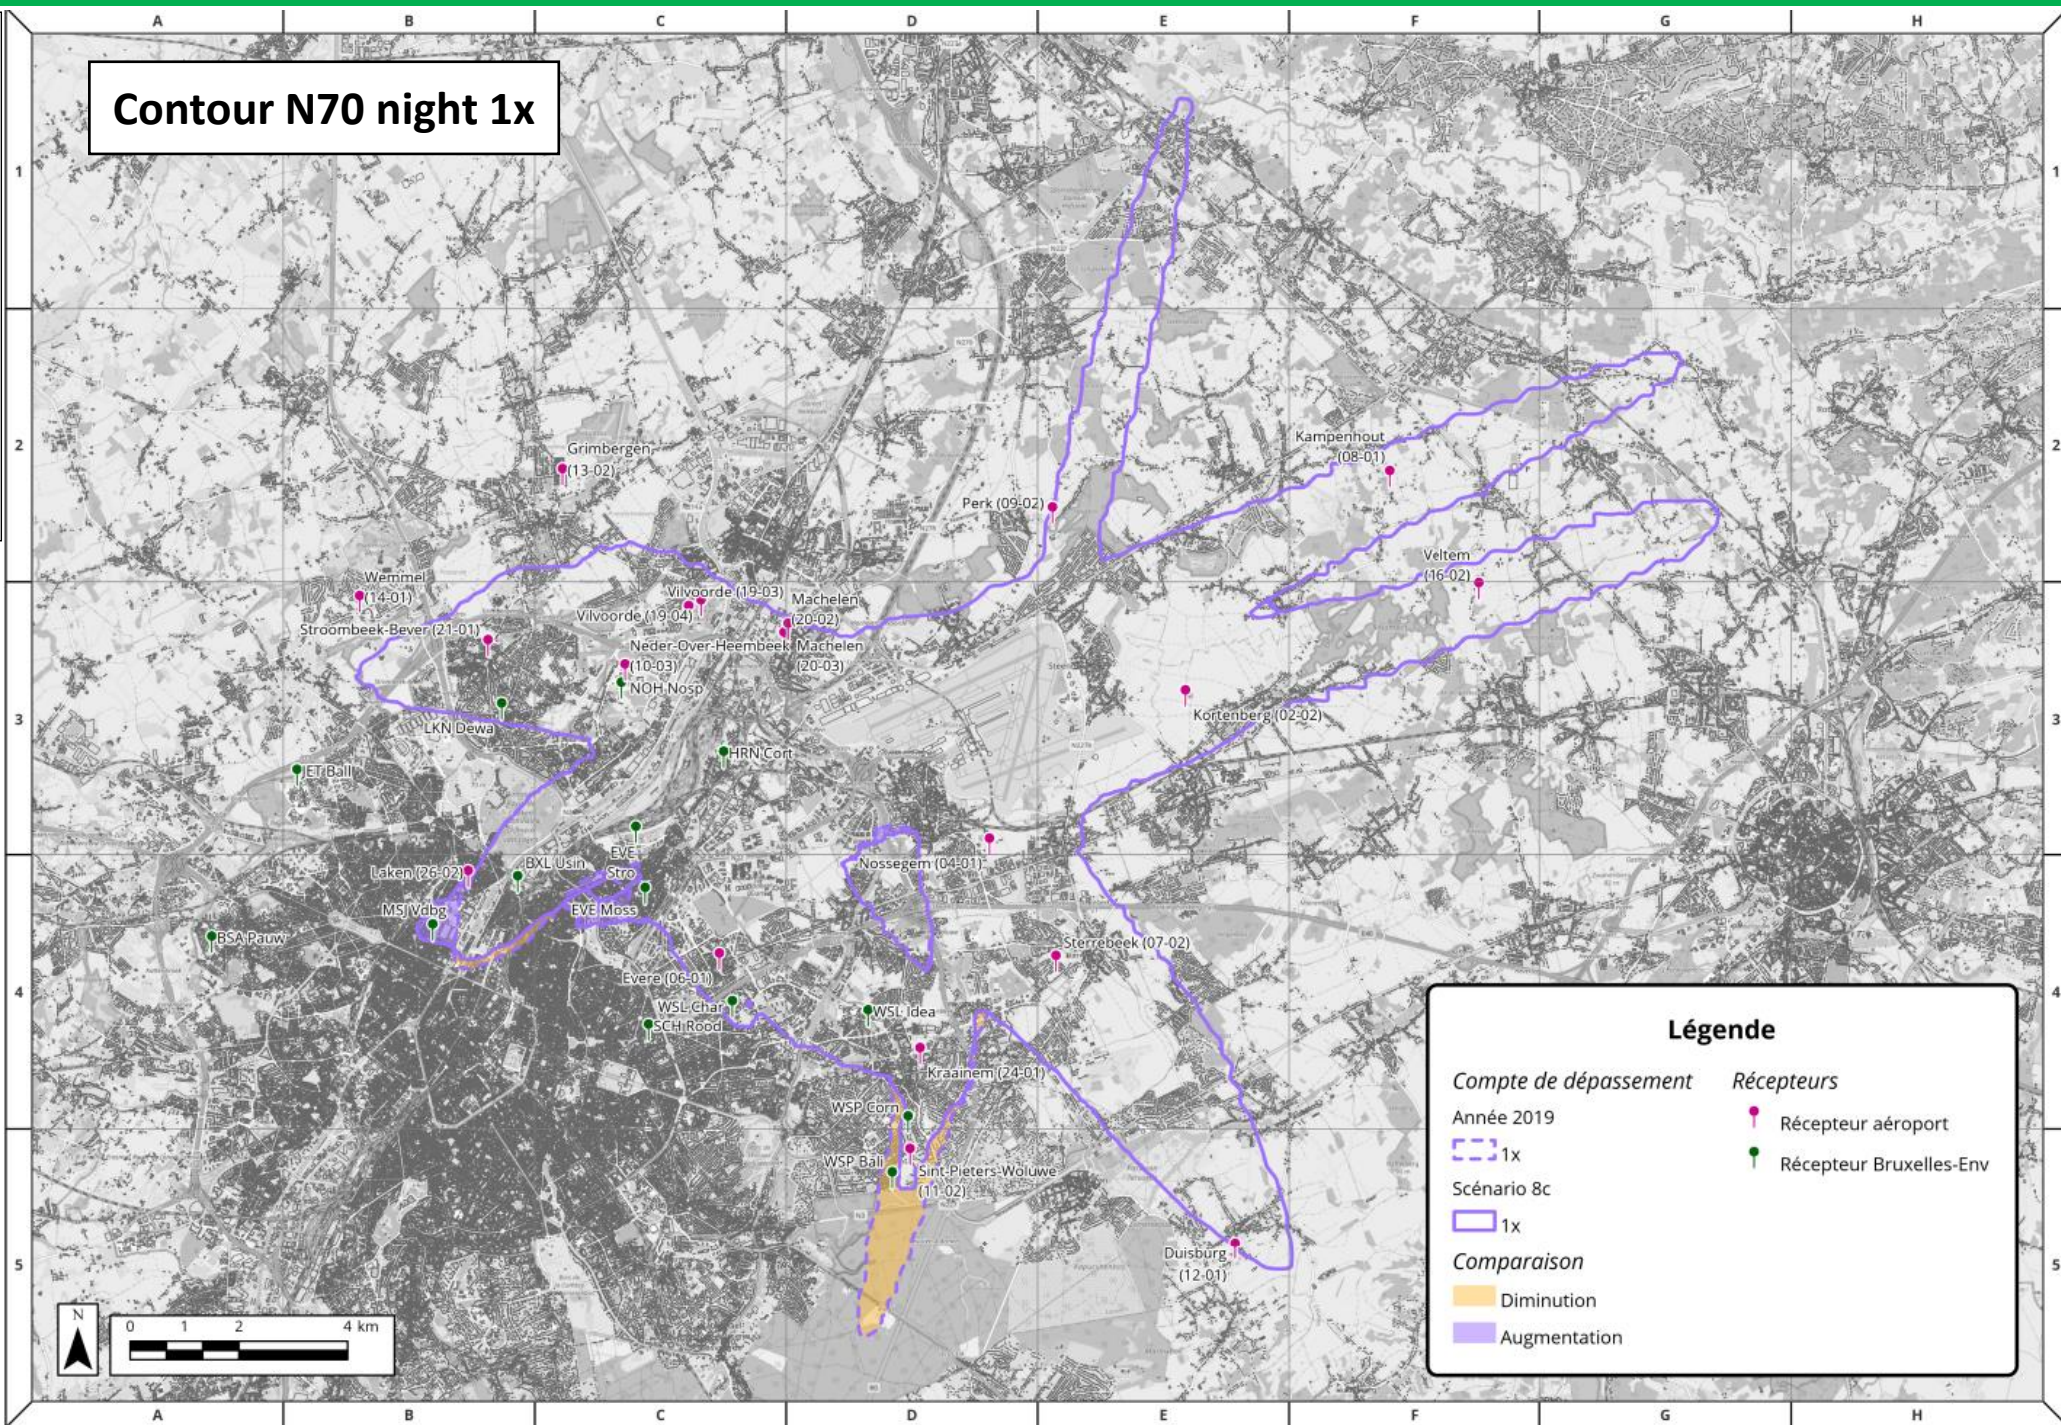 A B C D E F G H
Contour N70 night 1x
1
1
2
2
3
3
4
4
5
5
Grimbergen
(13-02)
Kampenhout
(08-01)
Perk (09-02)
Veltem
(16-02)
Wemmel
(14-01)
Vilvoorde (19-03)
Vilvoorde (19-04)
Machelen
(20-02)
Stroombeek-Bever (21-01)
Neder-Over-Heembeek
(10-03)
Machelen
(20-03)
NOH Nosp
Kortenberg (02-02)
LKN Dewa
HRN Cort
JET Ball
EVE
Stro
BXL Usin
Laken (26-02)
Nossegem (04-01)
MSJ Vdbg
EVE Moss
BSA Pauw
Sterrebeek (07-02)
Evere (06-01)
WSL Char
WSL Idea
SCH Rood
Kraainem (24-01)
WSP Corn
WSP Bali
Sint-Pieters-Woluwe
(11-02)
Duisburg
(12-01)
N
0 1 2 4 km
Légende
Compte de dépassement
Année 2019
1x
Scénario 8c
1x
Comparaison
Diminution
Augmentation
Récepteurs
Récepteur aéroport
Récepteur Bruxelles-Env
A B C D E F G H